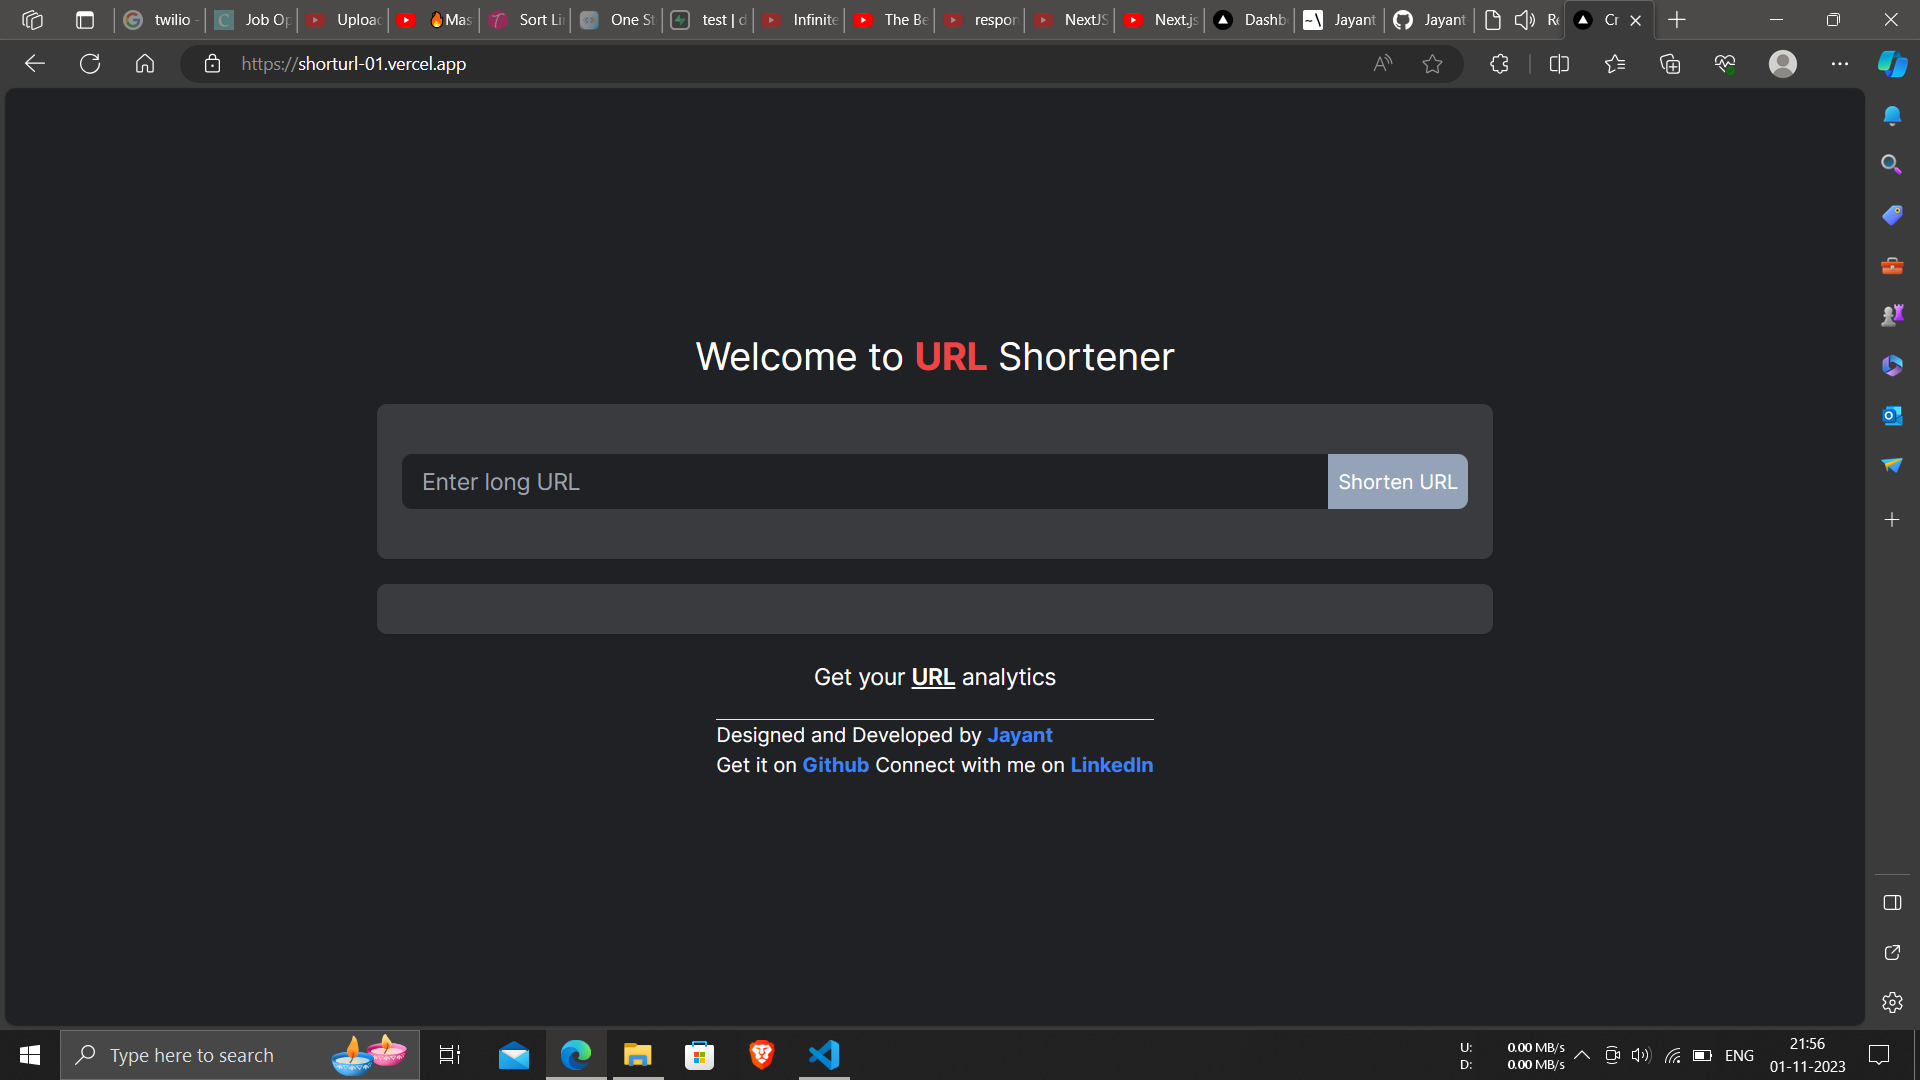 twilio -
Job Op
Upload
Mas
Sort Li
One St
test | d
Infinite
The Be
respon
NextJS
Next.js
Dashb
Jayant
Jayant
Re
Cr
https://shorturl-01.vercel.app
Welcome to URL Shortener
Enter long URL
Shorten URL
Get your URL analytics
Designed and Developed by Jayant
Get it on Github Connect with me on LinkedIn
Type here to search
U: 0.00 MB/s
D: 0.00 MB/s
ENG
21:56
01-11-2023